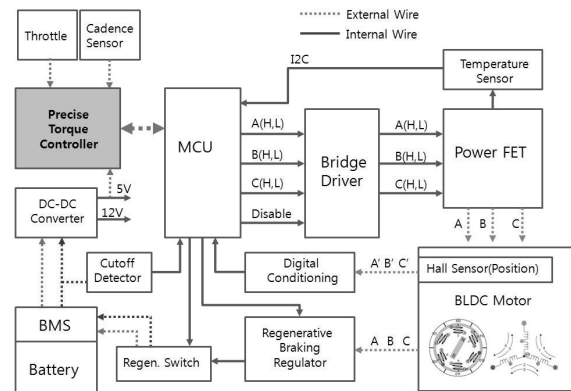 External Wire
Internal Wire
Throttle
Cadence
Sensor
I2C
Temperature
Sensor
Precise
Torque
Controller
MCU
A(H,L)
B(H,L)
C(H,L)
Disable
Bridge
Driver
A(H,L)
B(H,L)
C(H,L)
Power FET
5V
12V
DC-DC
Converter
A B C
Cutoff
Detector
Digital
Conditioning
A' B' C'
Hall Sensor(Position)
BLDC Motor
BMS
Battery
Regen. Switch
Regenerative
Braking
Regulator
A B C